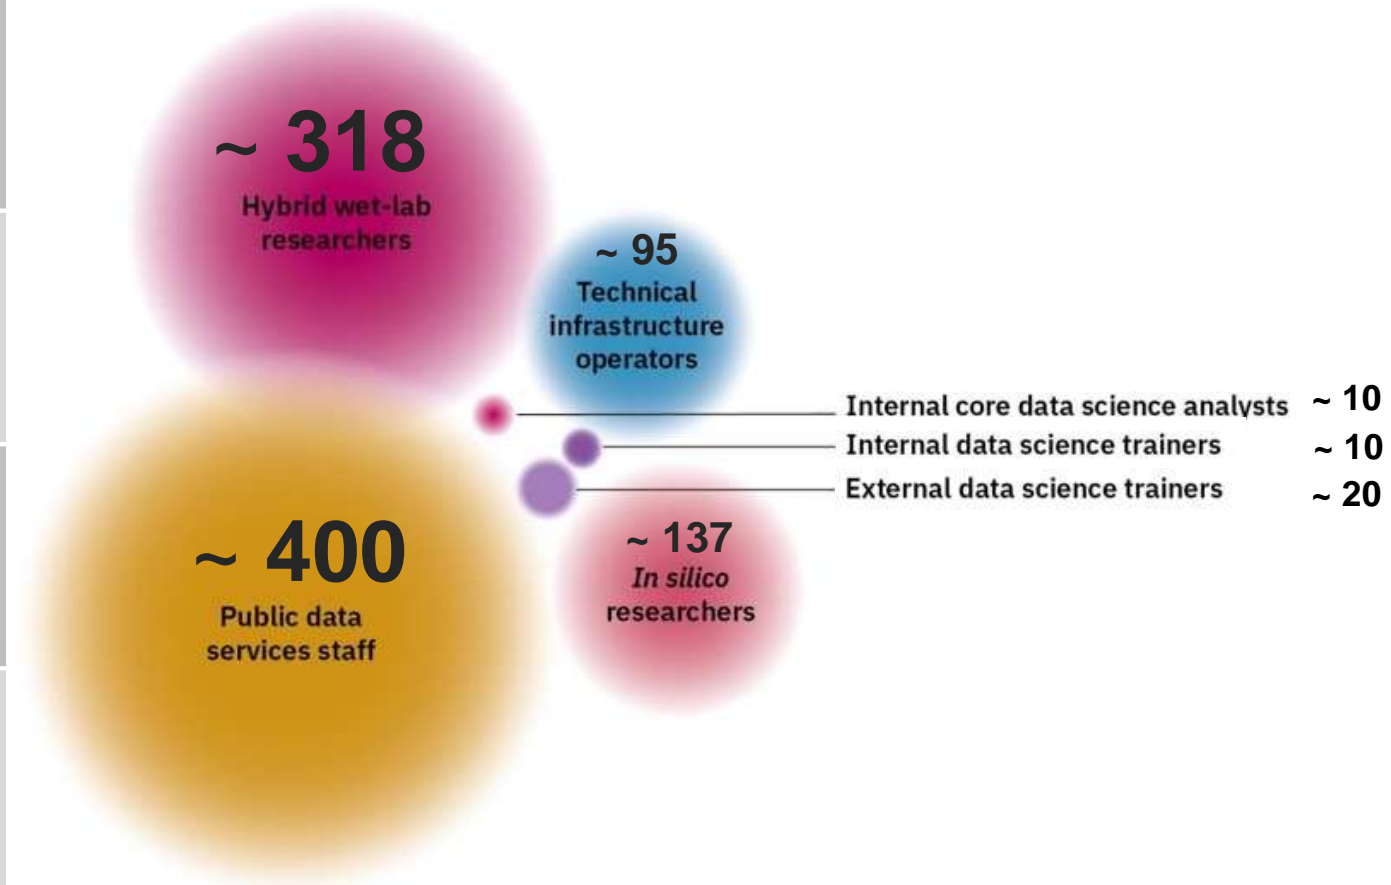 ~ 318
Hybrid wet-lab
researchers
~ 95
Technical
infrastructure
operators
Internal core data science analysts ~ 10
Internal data science trainers ~ 10
External data science trainers ~ 20
~ 400
Public data
services staff
~ 137
In silico
researchers